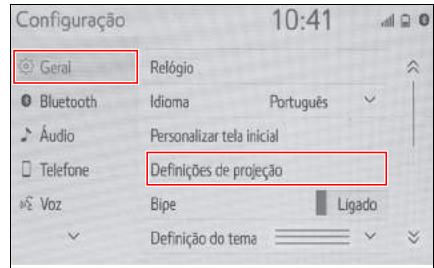 Configuração 10:41
Geral Relógio
Bluetooth Idioma Português
Áudio Personalizar tela inicial
Telefone Definições de projeção
Voz Bipe Ligado
Definição do tema